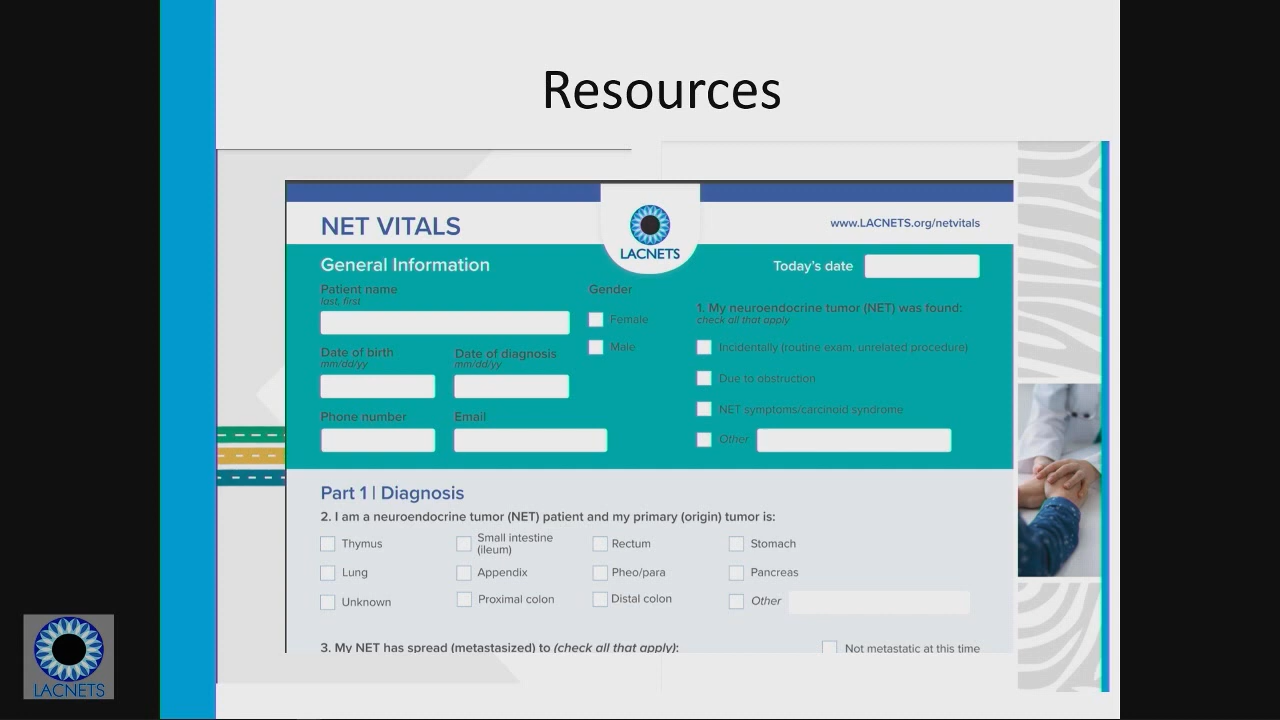 Resources
NET VITALS
LACNETS
www.LACNETS.org/netvitals
General Information
Today's date
Patient name
last, first
Gender
Female
Male
Date of birth
mm/dd/yy
Date of diagnosis
mm/dd/yy
Phone number
Email
1. My neuroendocrine tumor (NET) was found:
check all that apply
Incidentally (routine exam, unrelated procedure)
Due to obstruction
NET symptoms/carcinoid syndrome
Other
Part 1 | Diagnosis
2. I am a neuroendocrine tumor (NET) patient and my primary (origin) tumor is:
Thymus
Small intestine
(ileum)
Rectum
Stomach
Lung
Appendix
Pheo/para
Pancreas
Unknown
Proximal colon
Distal colon
Other
3. My NET has spread (metastasized) to (check all that apply):
Not metastatic at this time
LACNETS